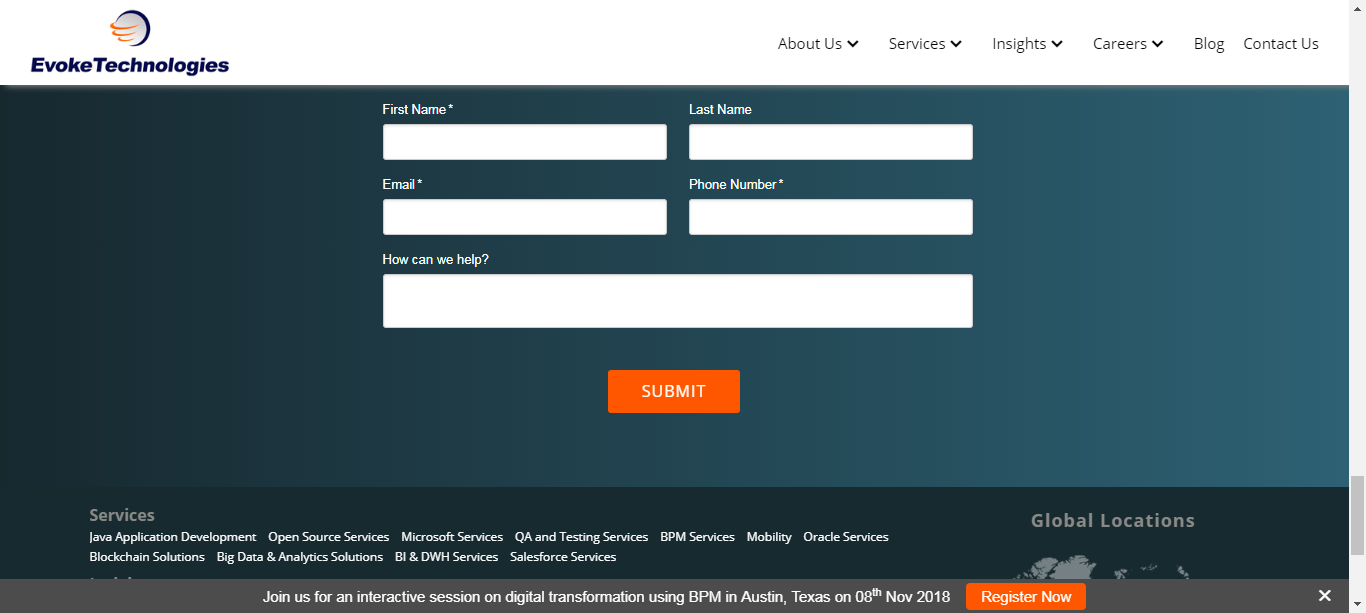 EvokeTechnologies
About Us Services Insights Careers Blog Contact Us
First Name* Last Name
Email* Phone Number*
How can we help?
SUBMIT
Services
Global Locations
Java Application Development Open Source Services Microsoft Services QA and Testing Services BPM Services Mobility Oracle Services
Blockchain Solutions Big Data & Analytics Solutions BI & DWH Services Salesforce Services
Join us for an interactive session on digital transformation using BPM in Austin, Texas on 08th Nov 2018 Register Now ×